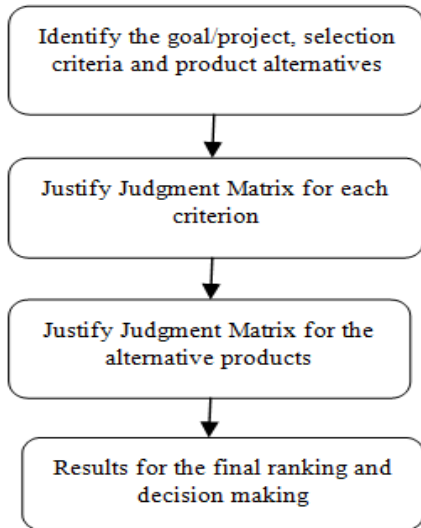 Identify the goal/project, selection
criteria and product alternatives
Justify Judgment Matrix for each
criterion
Justify Judgment Matrix for the
alternative products
Results for the final ranking and
decision making